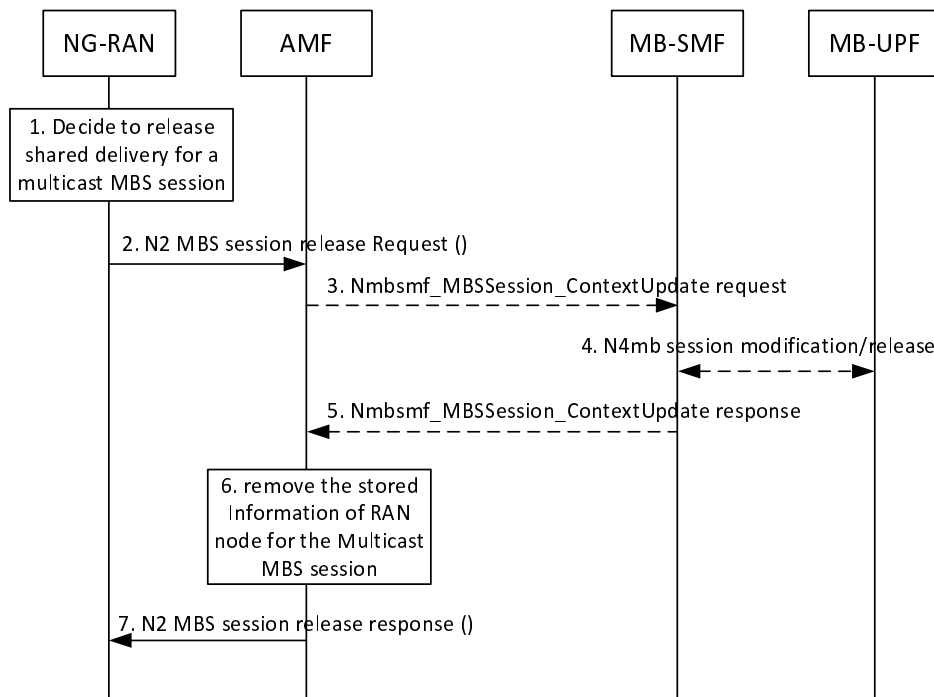 NG-RAN
AMF
MB-SMF
MB-UPF
1. Decide to release
shared delivery for a
multicast MBS session
2. N2 MBS session release Request ()
3. Nmbsmf_MBSSession_ContextUpdate request
4. N4mb session modification/release
5. Nmbsmf_MBSSession_ContextUpdate response
6. remove the stored
Information of RAN
node for the Multicast
MBS session
7. N2 MBS session release response ()